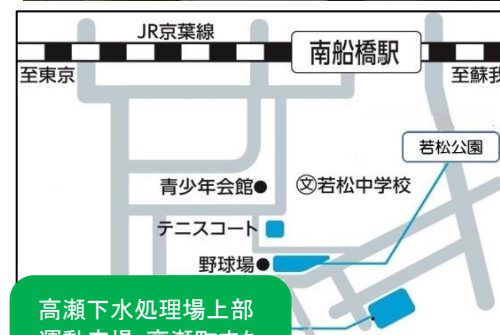 JR京葉線
南船橋駅
至東京
至蘇我
若松公園
青少年会館●
㊫若松中学校
テニスコート
野球場●
高瀬下水処理場上部